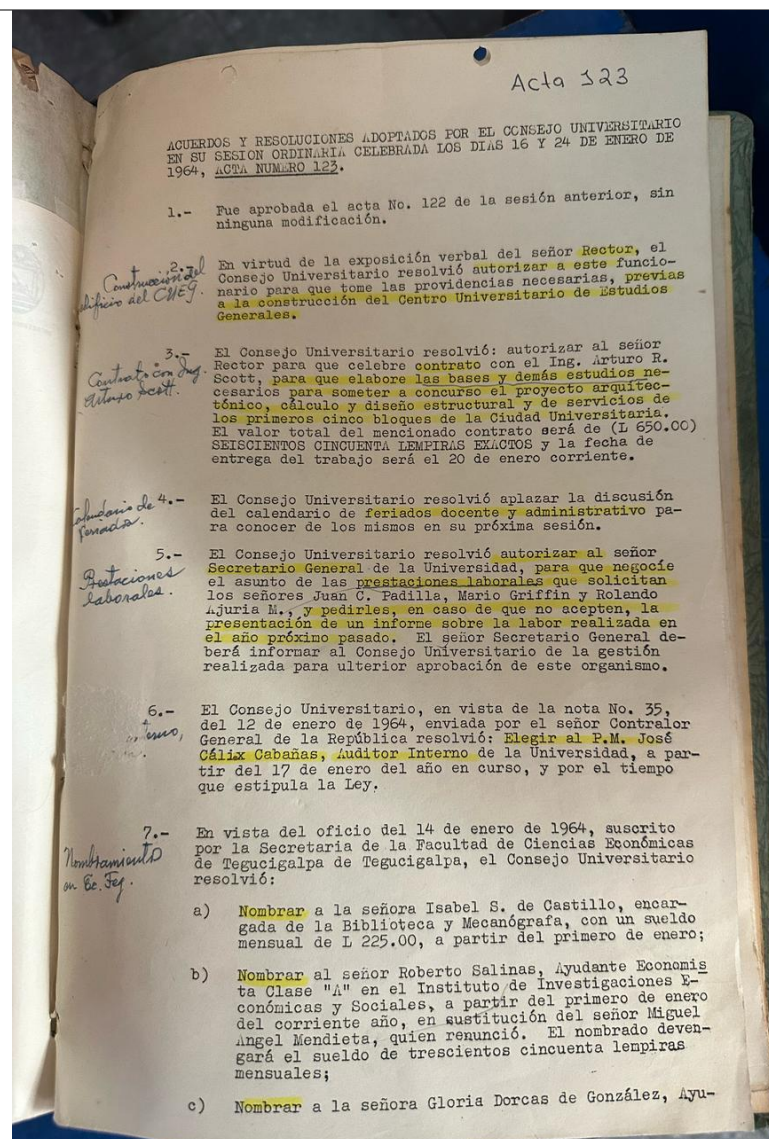 Acta 123
ACUERDOS Y RESOLUCIONES ADOPTADOS POR EL CONSEJO UNIVERSITARIO
EN SU SESION ORDINARIA CELEBRADA LOS DIAS 16 Y 24 DE ENERO DE
1964, ACTA NUMERO 123.
1.- Fue aprobada el acta No. 122 de la sesión anterior, sin
ninguna modificación.
Construcción del
edificio del CUEG.
2.- En virtud de la exposición verbal del señor Rector, el
Consejo Universitario resolvió autorizar a este funcio-
nario para que tome las providencias necesarias, previas
a la construcción del Centro Universitario de Estudios
Generales.
Contrato con Ing.
Arturo Scott.
3.- El Consejo Universitario resolvió: autorizar al señor
Rector para que celebre contrato con el Ing. Arturo R.
Scott, para que elabore las bases y demás estudios ne-
cesarios para someter a concurso el proyecto arquitec-
tónico, cálculo y diseño estructural y de servicios de
los primeros cinco bloques de la Ciudad Universitaria.
El valor total del mencionado contrato será de (L 650.00)
SEISCIENTOS CINCUENTA LEMPIRAS EXACTOS y la fecha de
entrega del trabajo será el 20 de enero corriente.
Calendario de
feriados.
4.- El Consejo Universitario resolvió aplazar la discusión
del calendario de feriados docente y administrativo pa-
ra conocer de los mismos en su próxima sesión.
Prestaciones
laborales.
5.- El Consejo Universitario resolvió autorizar al señor
Secretario General de la Universidad, para que negocie
el asunto de las prestaciones laborales que solicitan
los señores Juan C. Padilla, Mario Griffin y Rolando
Ajuria M., y pedirles, en caso de que no acepten, la
presentación de un informe sobre la labor realizada en
el año próximo pasado. El señor Secretario General de-
berá informar al Consejo Universitario de la gestión
realizada para ulterior aprobación de este organismo.
6.- El Consejo Universitario, en vista de la nota No. 35,
del 12 de enero de 1964, enviada por el señor Contralor
General de la República resolvió: Elegir al P.M. José
Cálix Cabañas, Auditor Interno de la Universidad, a par-
tir del 17 de enero del año en curso, y por el tiempo
que estipula la Ley.
Nombramiento
en Ec. Teg.
7.- En vista del oficio del 14 de enero de 1964, suscrito
por la Secretaria de la Facultad de Ciencias Económicas
de Tegucigalpa de Tegucigalpa, el Consejo Universitario
resolvió:
a) Nombrar a la señora Isabel S. de Castillo, encar-
gada de la Biblioteca y Mecanógrafa, con un sueldo
mensual de L 225.00, a partir del primero de enero;
b) Nombrar al señor Roberto Salinas, Ayudante Economis
ta Clase "A" en el Instituto de Investigaciones E-
conómicas y Sociales, a partir del primero de enero
del corriente año, en sustitución del señor Miguel
Angel Mendieta, quien renunció. El nombrado deven-
gará el sueldo de trescientos cincuenta lempiras
mensuales;
c) Nombrar a la señora Gloria Dorcas de González, Ayu-